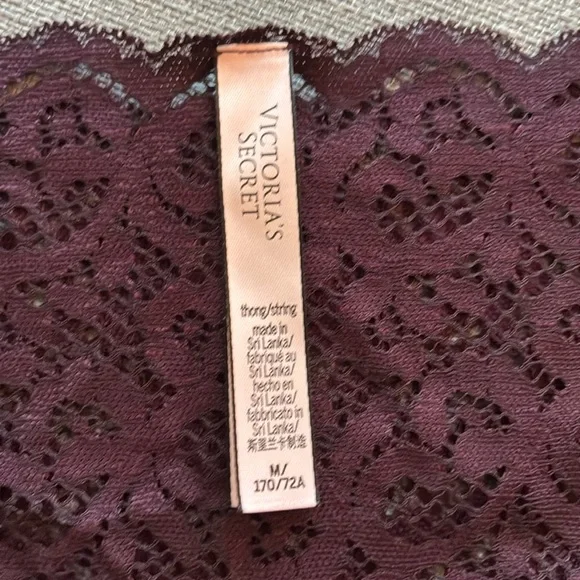 VICTORIA'S
SECRET
thong/string
made in
Sri Lanka/
fabriqué au
Sri Lanka/
hecho en
Sri Lanka/
fabbricato in
Sri Lanka/
斯里兰卡制造
M/
170/72A